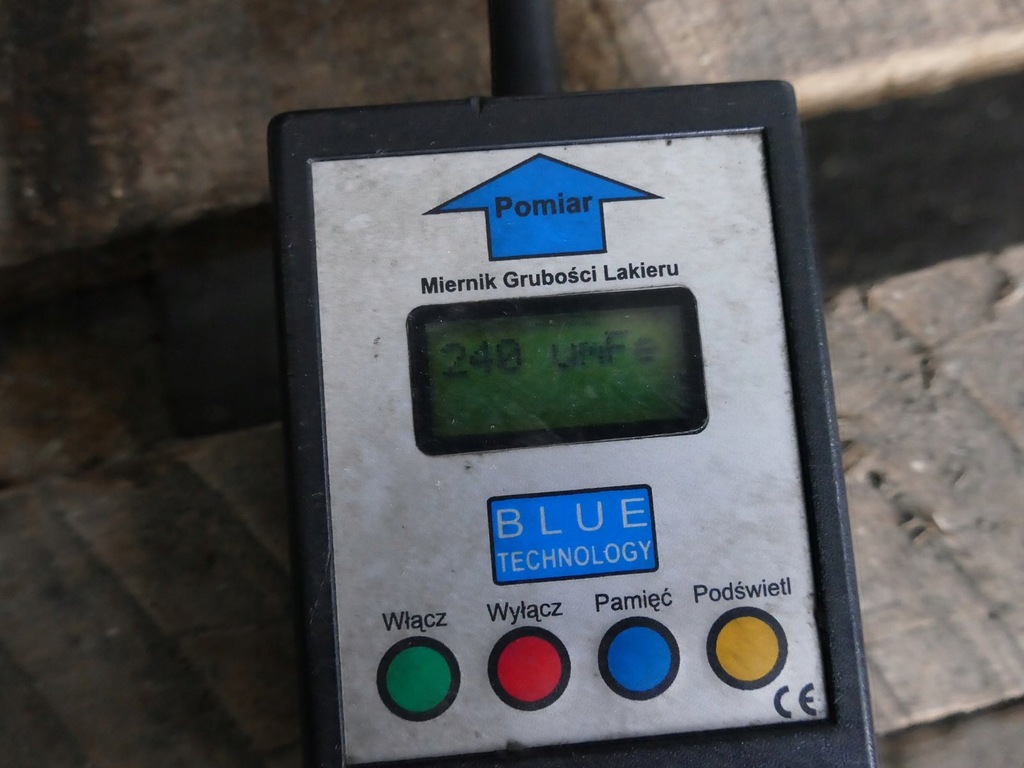 Pomiar
Miernik Grubości Lakieru
240 umFe
BLUE
TECHNOLOGY
Włącz Wyłącz Pamięć Podświetl
CE